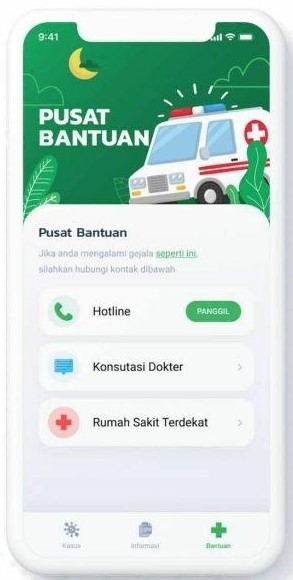 9:41
PUSAT
BANTUAN
Pusat Bantuan
Jika anda mengalami gejala seperti ini,
silahkan hubungi kontak dibawah
Hotline
PANGGIL
Konsutasi Dokter
Rumah Sakit Terdekat
Kasus
Informasi
Bantuan